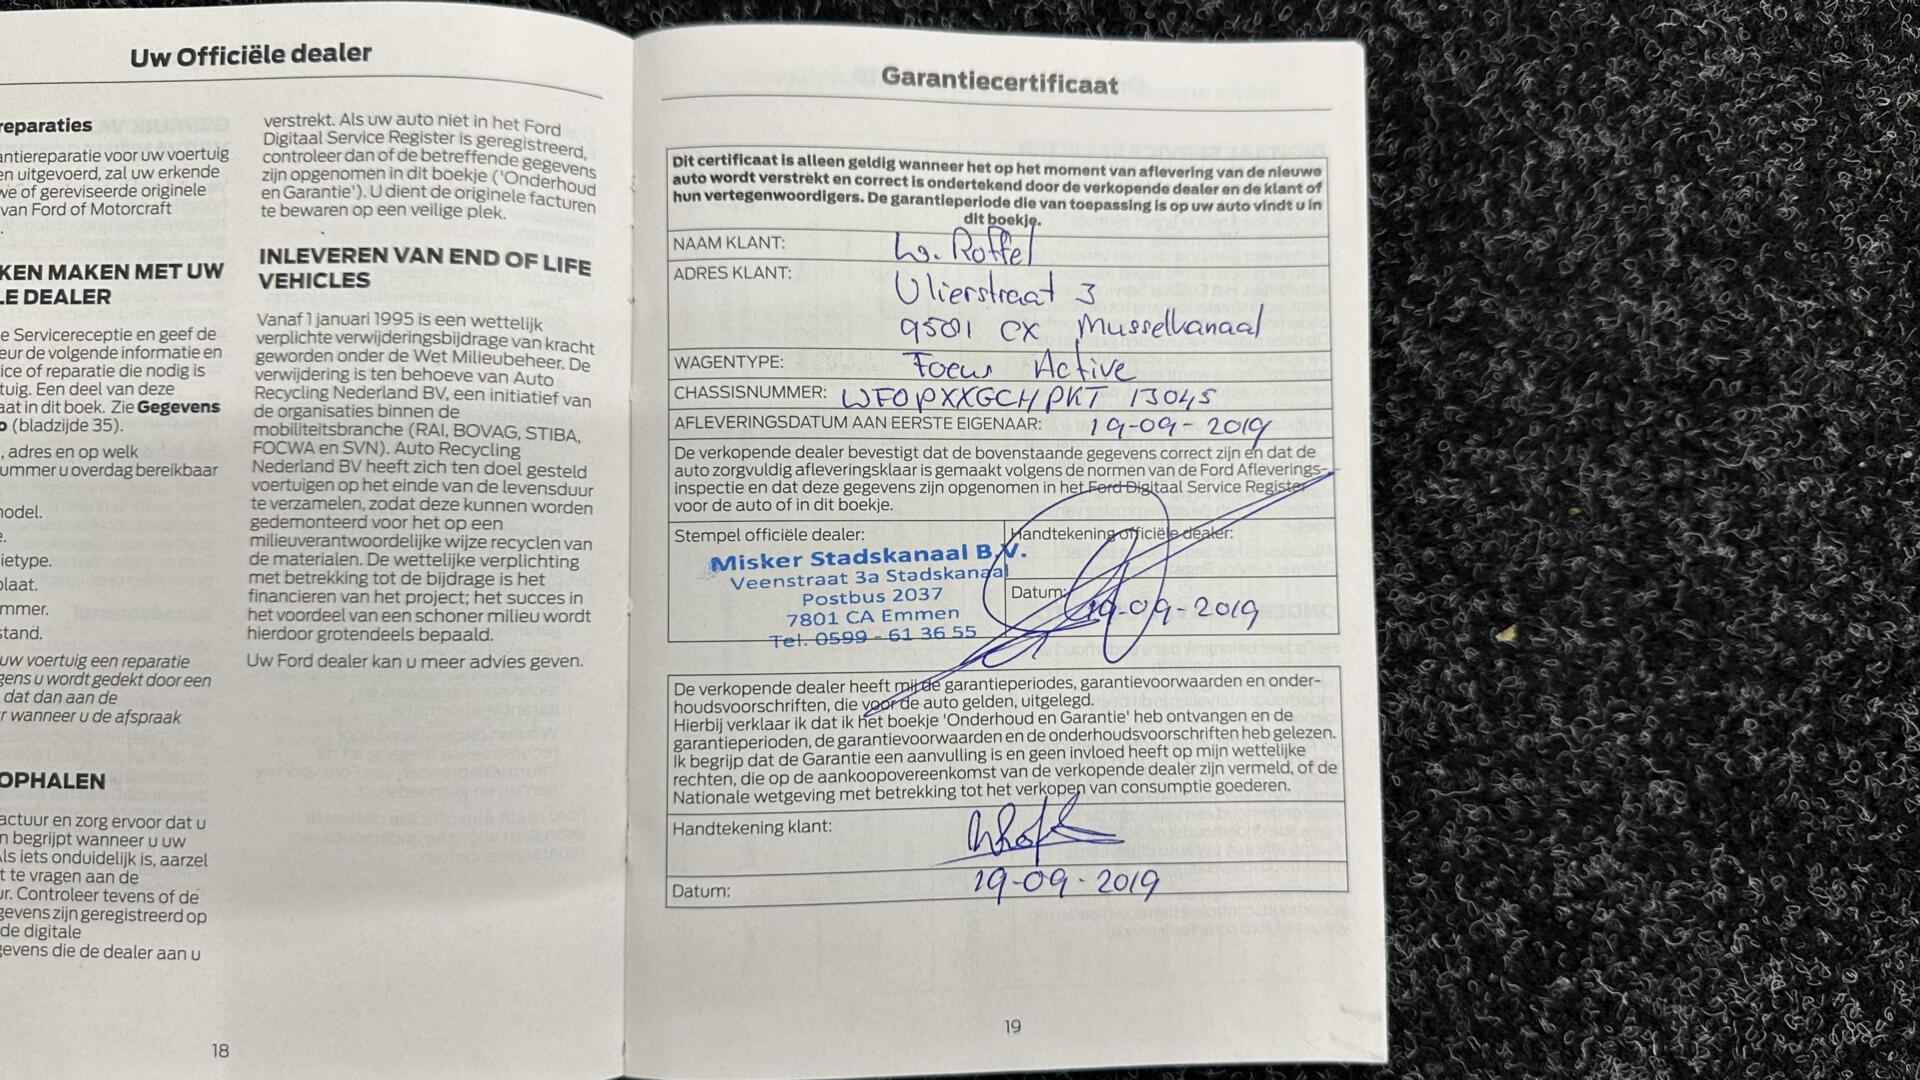 Uw Officiële dealer
reparaties
antiereparatie voor uw voertuig
en uitgevoerd, zal uw erkende
we of gereviseerde originele
van Ford of Motorcraft
.
KEN MAKEN MET UW
LE DEALER
e Servicereceptie en geef de
eur de volgende informatie en
ice of reparatie die nodig is
tuig. Een deel van deze
aat in dit boek. Zie Gegevens
o (bladzijde 35).
, adres en op welk
ummer u overdag bereikbaar
nodel.
e.
ietype.
plaat.
mmer.
stand.
uw voertuig een reparatie
gens u wordt gedekt door een
dat dan aan de
r wanneer u de afspraak
OPHALEN
actuur en zorg ervoor dat u
n begrijpt wanneer u uw
Als iets onduidelijk is, aarzel
t te vragen aan de
ur. Controleer tevens of de
gevens zijn geregistreerd op
de digitale
gevens die de dealer aan u
verstrekt. Als uw auto niet in het Ford
Digitaal Service Register is geregistreerd,
controleer dan of de betreffende gegevens
zijn opgenomen in dit boekje ('Onderhoud
en Garantie'). U dient de originele facturen
te bewaren op een veilige plek.
INLEVEREN VAN END OF LIFE
VEHICLES
Vanaf 1 januari 1995 is een wettelijk
verplichte verwijderingsbijdrage van kracht
geworden onder de Wet Milieubeheer. De
verwijdering is ten behoeve van Auto
Recycling Nederland BV, een initiatief van
de organisaties binnen de
mobiliteitsbranche (RAI, BOVAG, STIBA,
FOCWA en SVN). Auto Recycling
Nederland BV heeft zich ten doel gesteld
voertuigen op het einde van de levensduur
te verzamelen, zodat deze kunnen worden
gedemonteerd voor het op een
milieuverantwoordelijke wijze recyclen van
de materialen. De wettelijke verplichting
met betrekking tot de bijdrage is het
financieren van het project; het succes in
het voordeel van een schoner milieu wordt
hierdoor grotendeels bepaald.
Uw Ford dealer kan u meer advies geven.
18
Garantiecertificaat
Dit certificaat is alleen geldig wanneer het op het moment van aflevering van de nieuwe
auto wordt verstrekt en correct is ondertekend door de verkopende dealer en de klant of
hun vertegenwoordigers. De garantieperiode die van toepassing is op uw auto vindt u in
dit boekje.
NAAM KLANT: Roffel
ADRES KLANT: Vlierstraat 3
9501 CX Musselkanaal
WAGENTYPE: Focus Active
CHASSISNUMMER: WF0PXXGCHPKT 13045
AFLEVERINGSDATUM AAN EERSTE EIGENAAR: 19-09-2019
De verkopende dealer bevestigt dat de bovenstaande gegevens correct zijn en dat de
auto zorgvuldig afleveringsklaar is gemaakt volgens de normen van de Ford Afleverings-
inspectie en dat deze gegevens zijn opgenomen in het Ford Digitaal Service Register
voor de auto of in dit boekje.
Stempel officiële dealer:
Misker Stadskanaal B.V.
Veenstraat 3a Stadskanaal
Postbus 2037
7801 CA Emmen
Tel. 0599 - 61 36 55
Handtekening officiële dealer:
Datum: 19-09-2019
De verkopende dealer heeft mij de garantieperiodes, garantievoorwaarden en onder-
houdsvoorschriften, die voor de auto gelden, uitgelegd.
Hierbij verklaar ik dat ik het boekje 'Onderhoud en Garantie' heb ontvangen en de
garantieperioden, de garantievoorwaarden en de onderhoudsvoorschriften heb gelezen.
Ik begrijp dat de Garantie een aanvulling is en geen invloed heeft op mijn wettelijke
rechten, die op de aankoopovereenkomst van de verkopende dealer zijn vermeld, of de
Nationale wetgeving met betrekking tot het verkopen van consumptie goederen.
Handtekening klant:
Datum: 19-09-2019
19